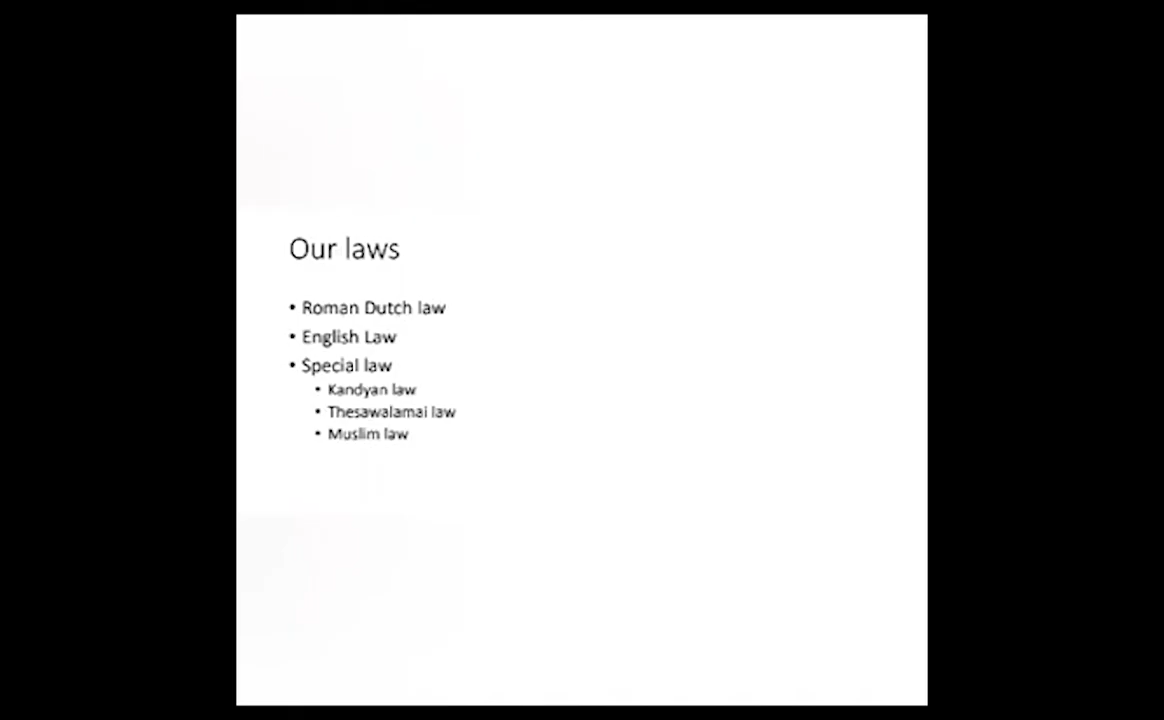 Our laws
• Roman Dutch law
• English Law
• Special law
• Kandyan law
• Thesawalamai law
• Muslim law